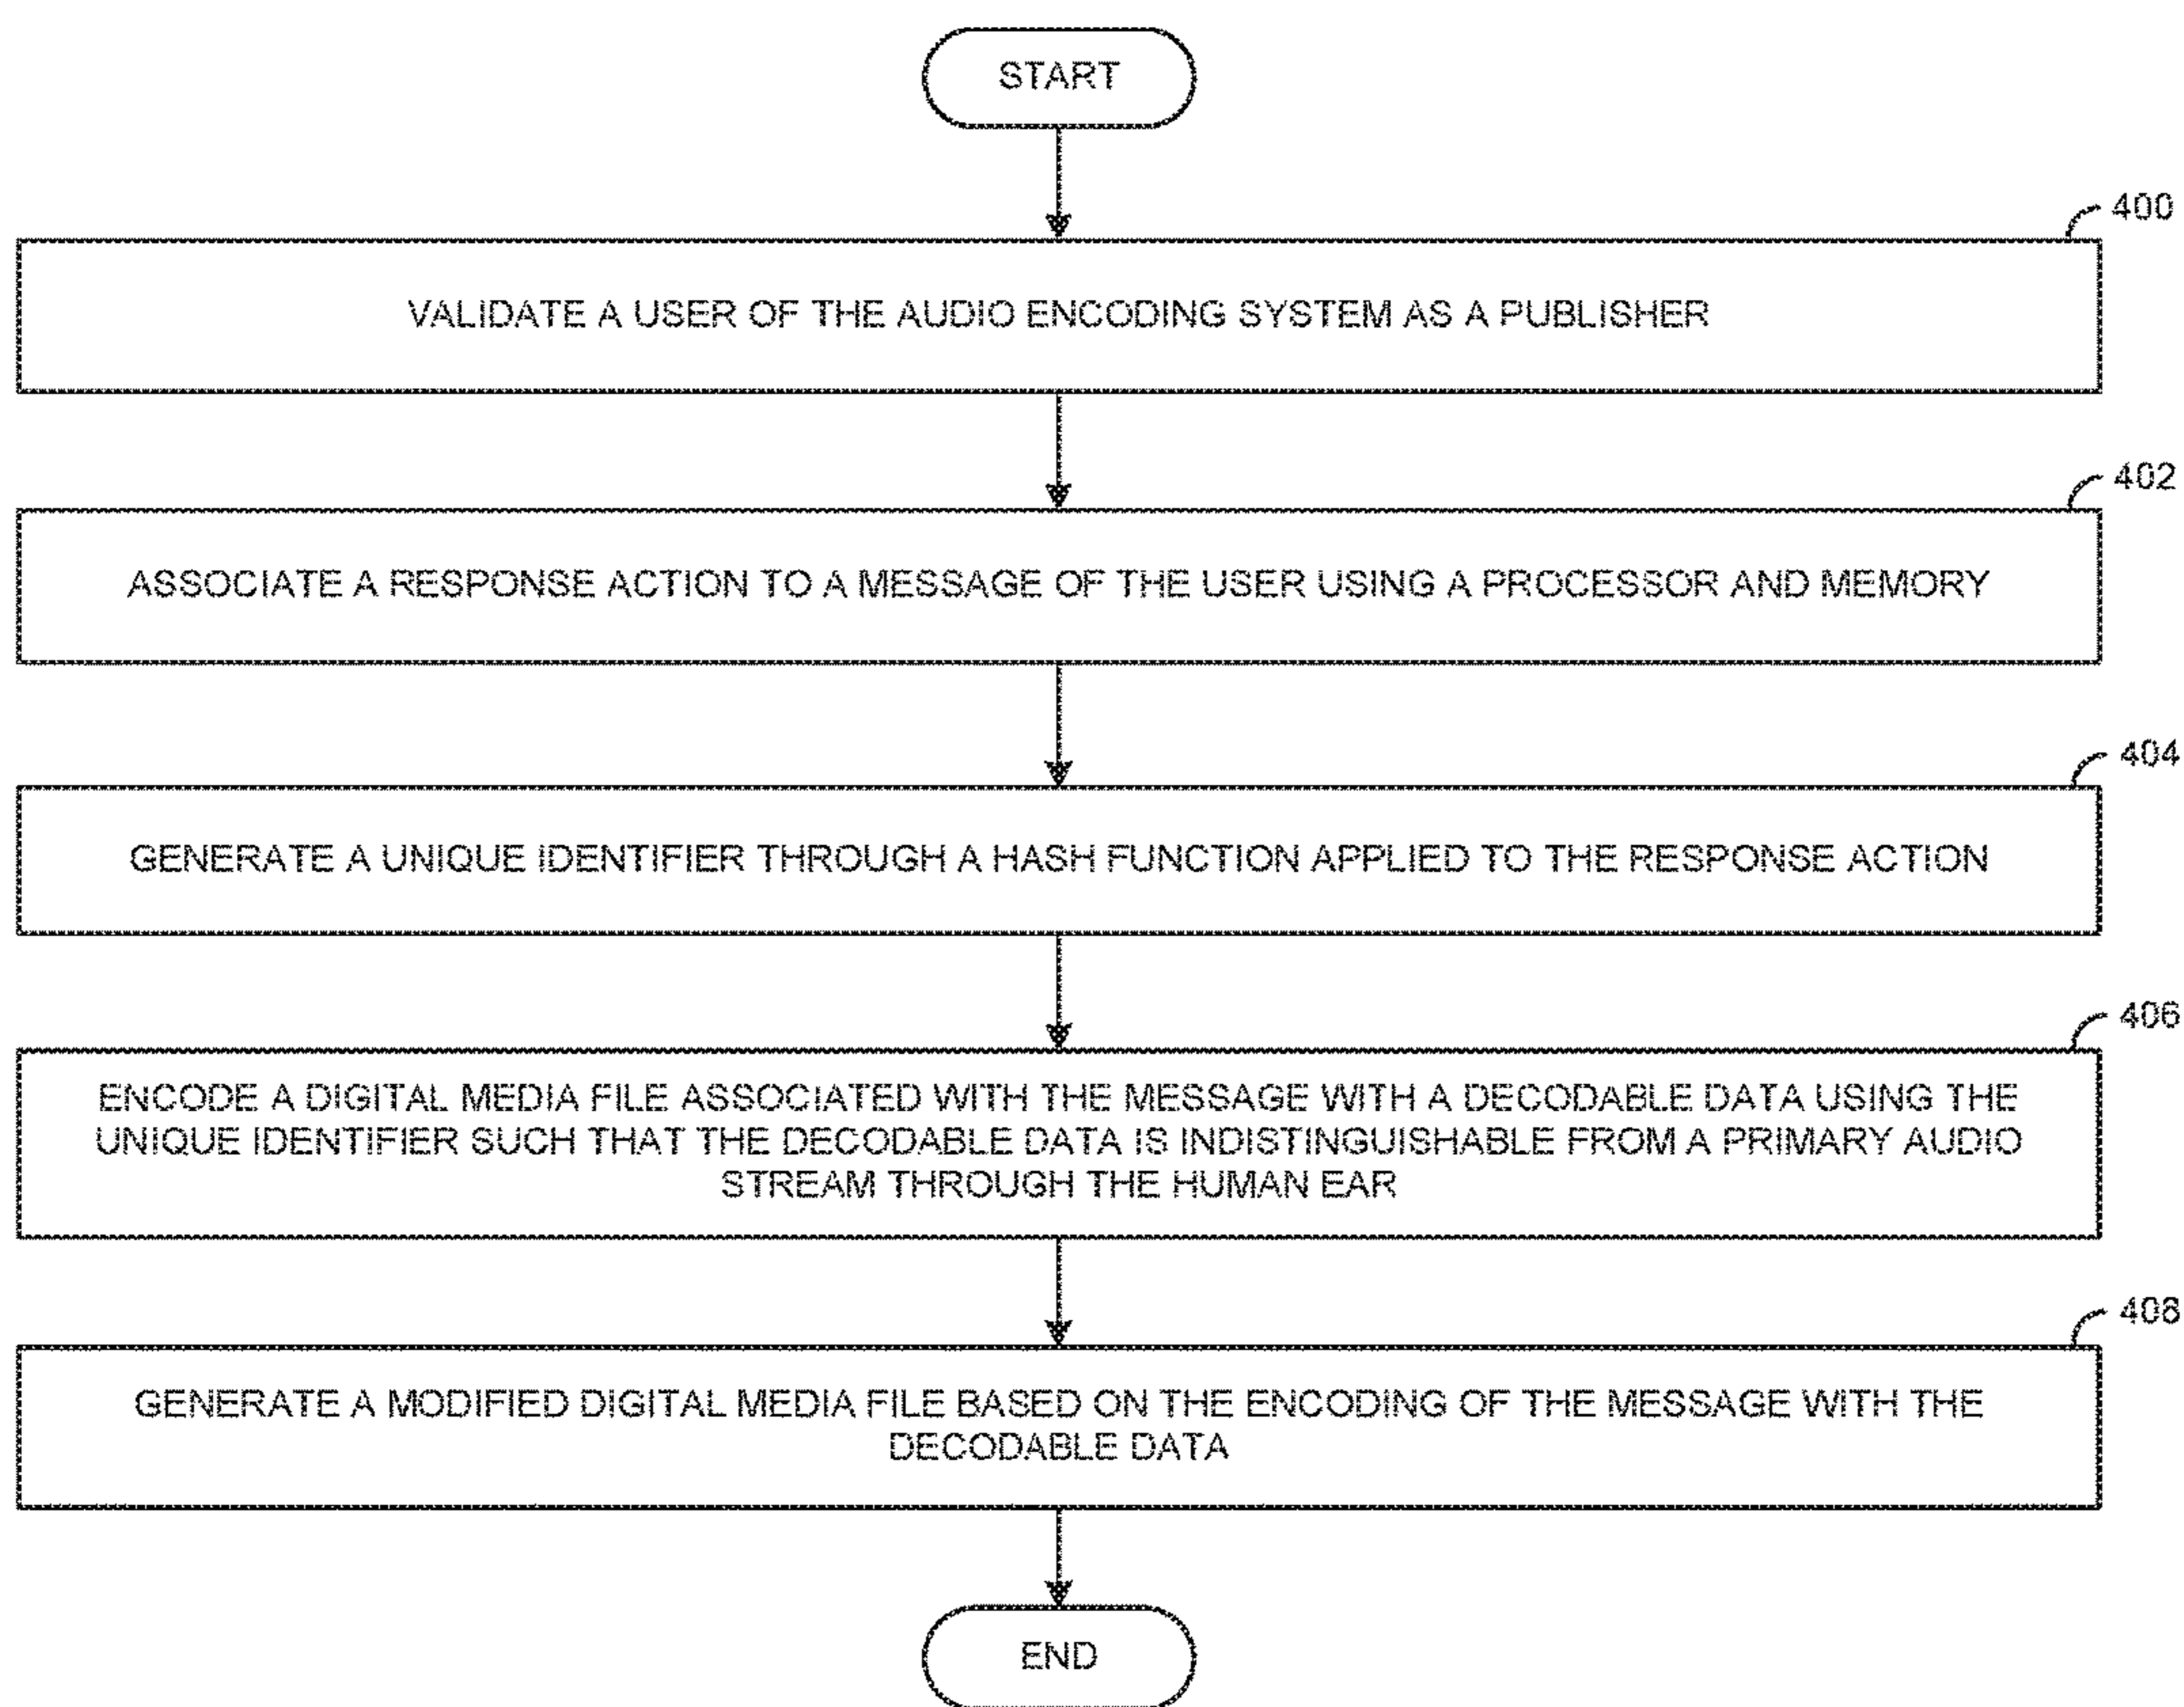 START
400
VALIDATE A USER OF THE AUDIO ENCODING SYSTEM AS A PUBLISHER
402
ASSOCIATE A RESPONSE ACTION TO A MESSAGE OF THE USER USING A PROCESSOR AND MEMORY
404
GENERATE A UNIQUE IDENTIFIER THROUGH A HASH FUNCTION APPLIED TO THE RESPONSE ACTION
406
ENCODE A DIGITAL MEDIA FILE ASSOCIATED WITH THE MESSAGE WITH A DECODABLE DATA USING THE
UNIQUE IDENTIFIER SUCH THAT THE DECODABLE DATA IS INDISTINGUISHABLE FROM A PRIMARY AUDIO
STREAM THROUGH THE HUMAN EAR
408
GENERATE A MODIFIED DIGITAL MEDIA FILE BASED ON THE ENCODING OF THE MESSAGE WITH THE
DECODABLE DATA
END